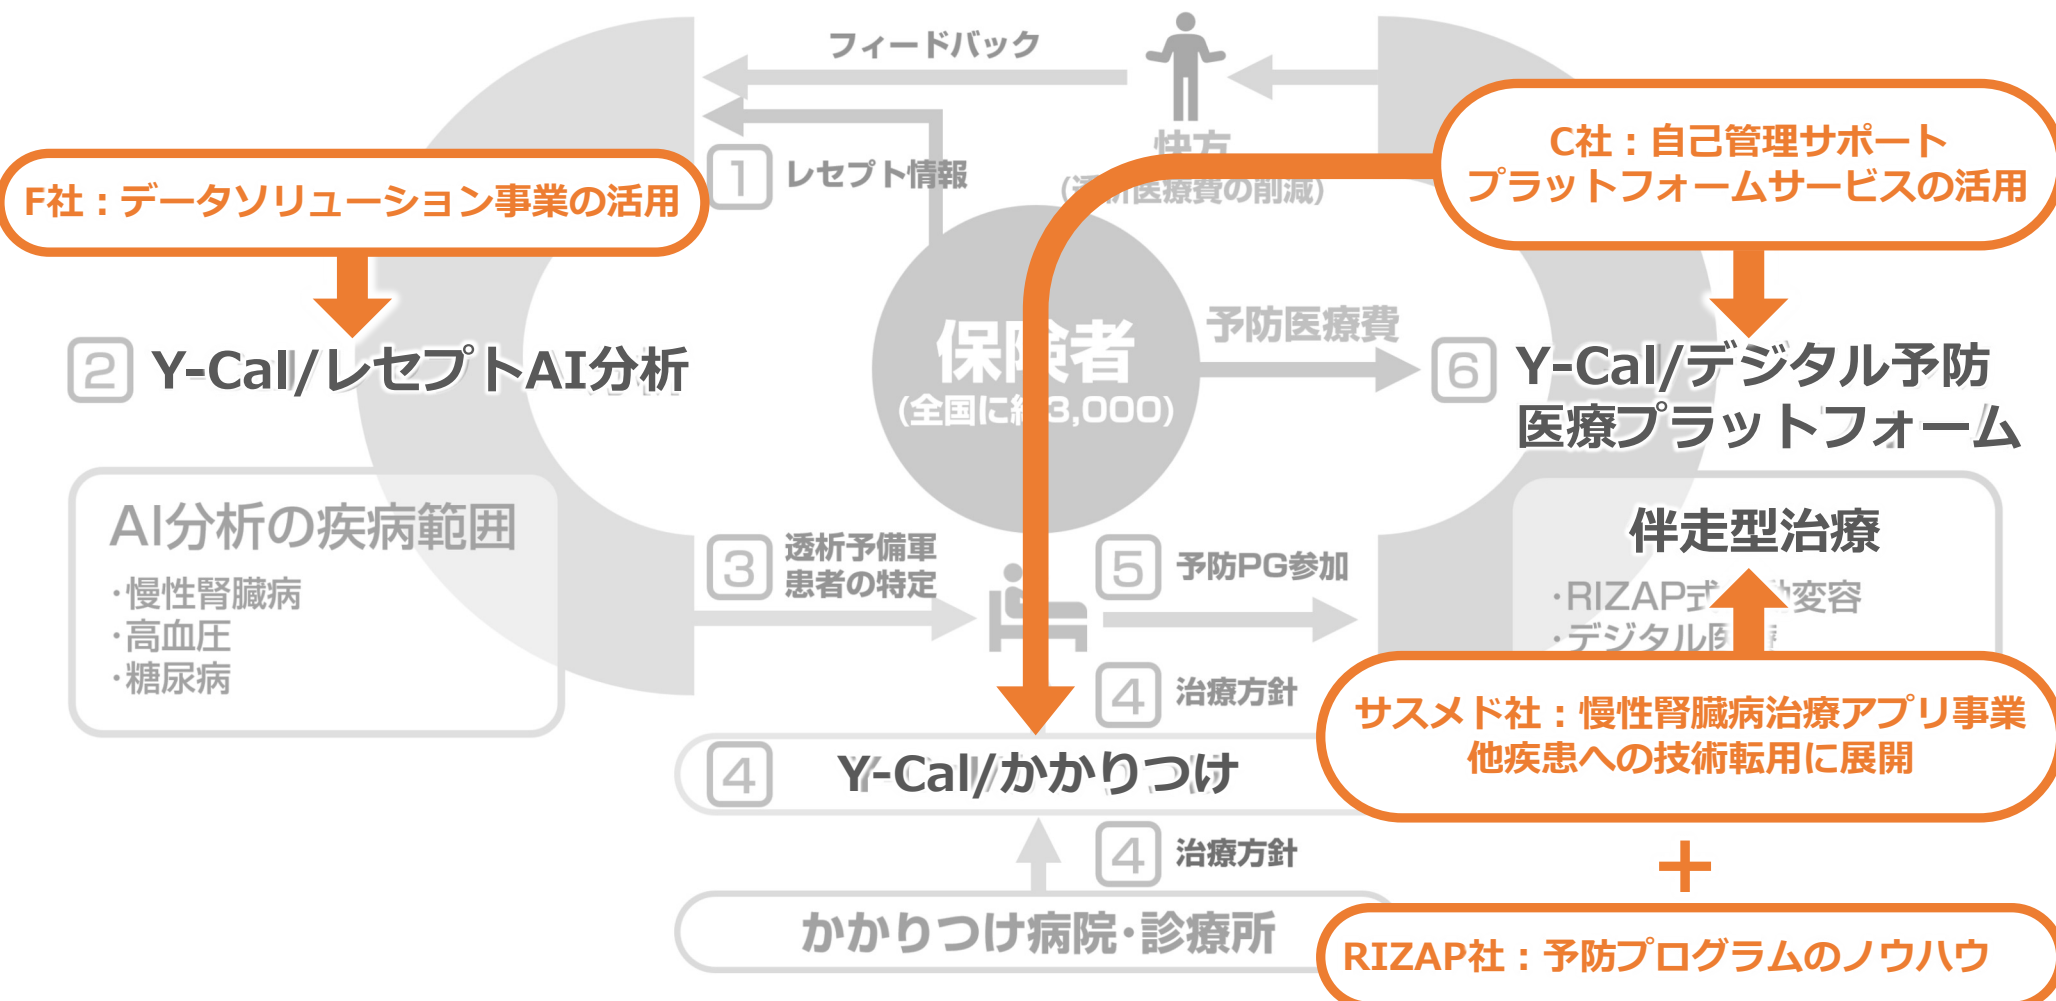 フィードバック
1
レセプト情報
快方
(透析医療費の削減)
F社：データソリューション事業の活用
C社：自己管理サポート
プラットフォームサービスの活用
2
Y-Cal/レセプトAI分析
保険者
(全国に約3,000)
予防医療費
6
Y-Cal/デジタル予防
医療プラットフォーム
AI分析の疾病範囲
・慢性腎臓病
・高血圧
・糖尿病
3
透析予備軍
患者の特定
5
予防PG参加
伴走型治療
・RIZAP式行動変容
・デジタル医療
4
治療方針
4
Y-Cal/かかりつけ
サスメド社：慢性腎臓病治療アプリ事業
他疾患への技術転用に展開
4
治療方針
+
かかりつけ病院・診療所
RIZAP社：予防プログラムのノウハウ